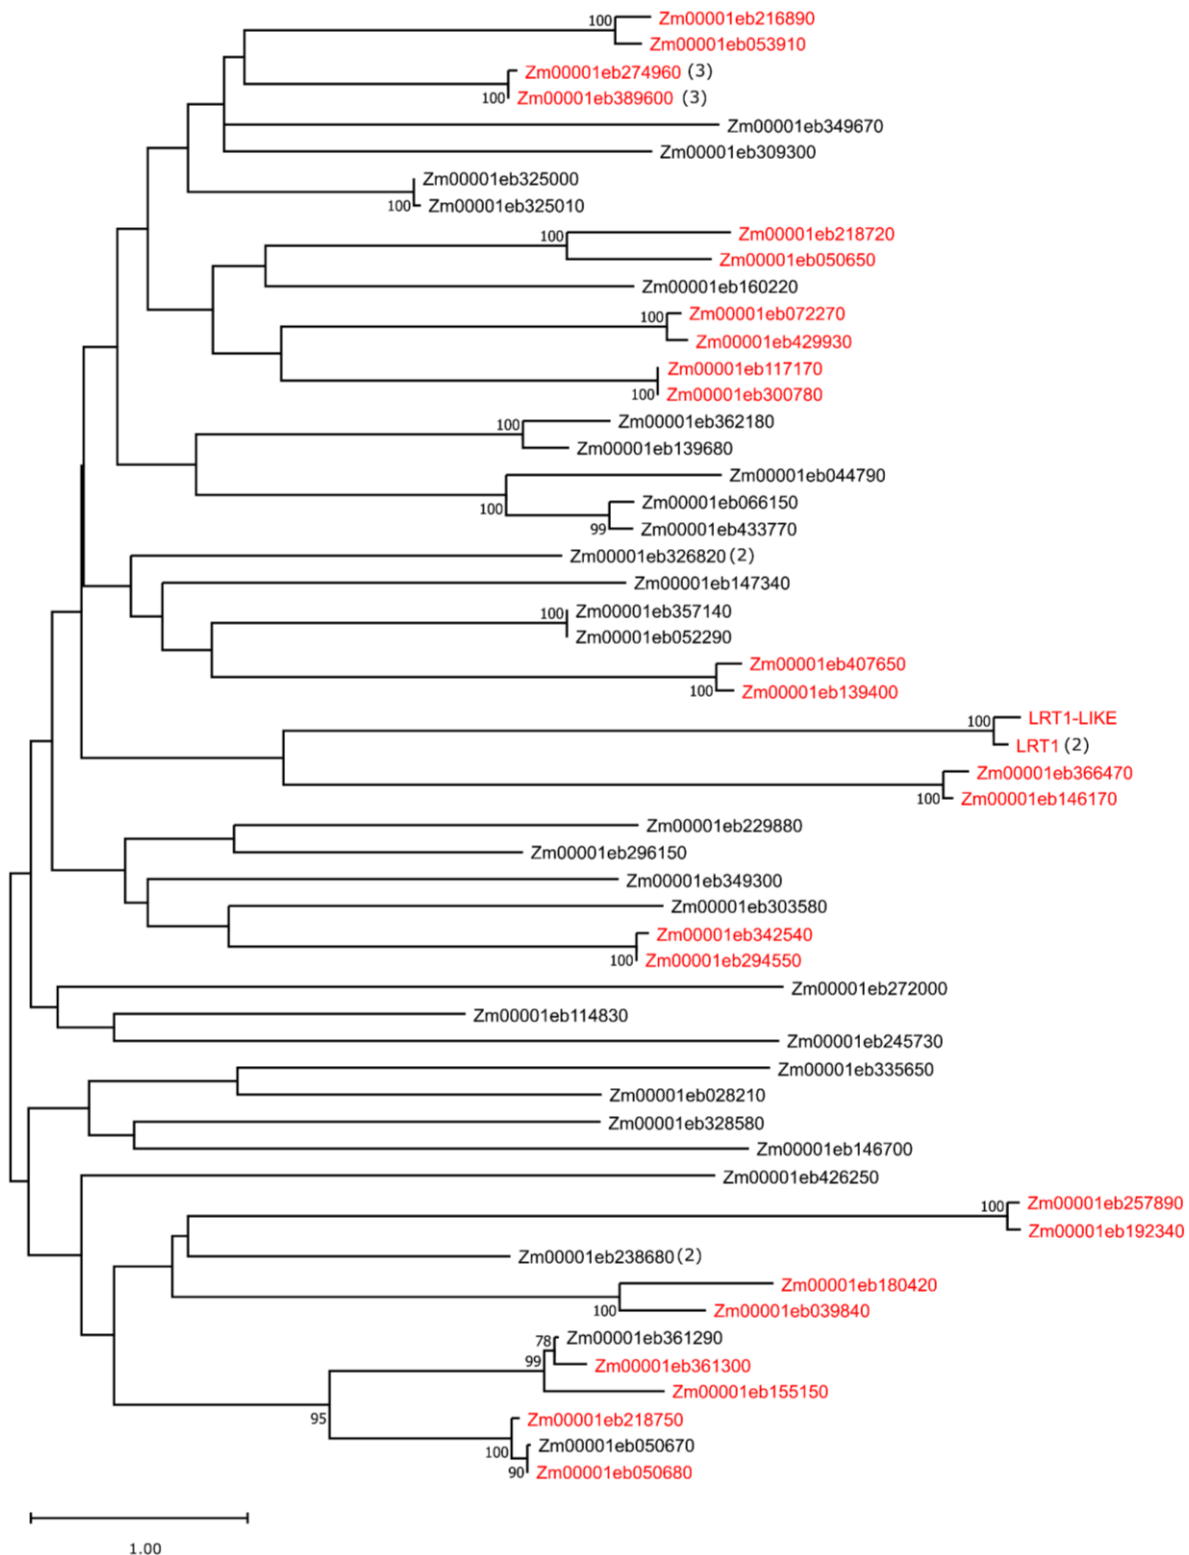 100 Zm00001eb216890
Zm00001eb053910
Zm00001eb274960 (3)
100 Zm00001eb389600 (3)
Zm00001eb349670
Zm00001eb309300
Zm00001eb325000
100 Zm00001eb325010
100 Zm00001eb218720
Zm00001eb050650
Zm00001eb160220
100 Zm00001eb072270
Zm00001eb429930
Zm00001eb117170
100 Zm00001eb300780
100 Zm00001eb362180
Zm00001eb139680
Zm00001eb044790
100 Zm00001eb066150
99 Zm00001eb433770
Zm00001eb326820 (2)
Zm00001eb147340
100 Zm00001eb357140
Zm00001eb052290
Zm00001eb407650
100 Zm00001eb139400
100 LRT1-LIKE
LRT1 (2)
Zm00001eb366470
100 Zm00001eb146170
Zm00001eb229880
Zm00001eb296150
Zm00001eb349300
Zm00001eb303580
Zm00001eb342540
100 Zm00001eb294550
Zm00001eb272000
Zm00001eb114830
Zm00001eb245730
Zm00001eb335650
Zm00001eb028210
Zm00001eb328580
Zm00001eb146700
Zm00001eb426250
100 Zm00001eb257890
Zm00001eb192340
Zm00001eb238680 (2)
Zm00001eb180420
100 Zm00001eb039840
78 Zm00001eb361290
99 Zm00001eb361300
Zm00001eb155150
95 Zm00001eb218750
100 Zm00001eb050670
90 Zm00001eb050680
1.00